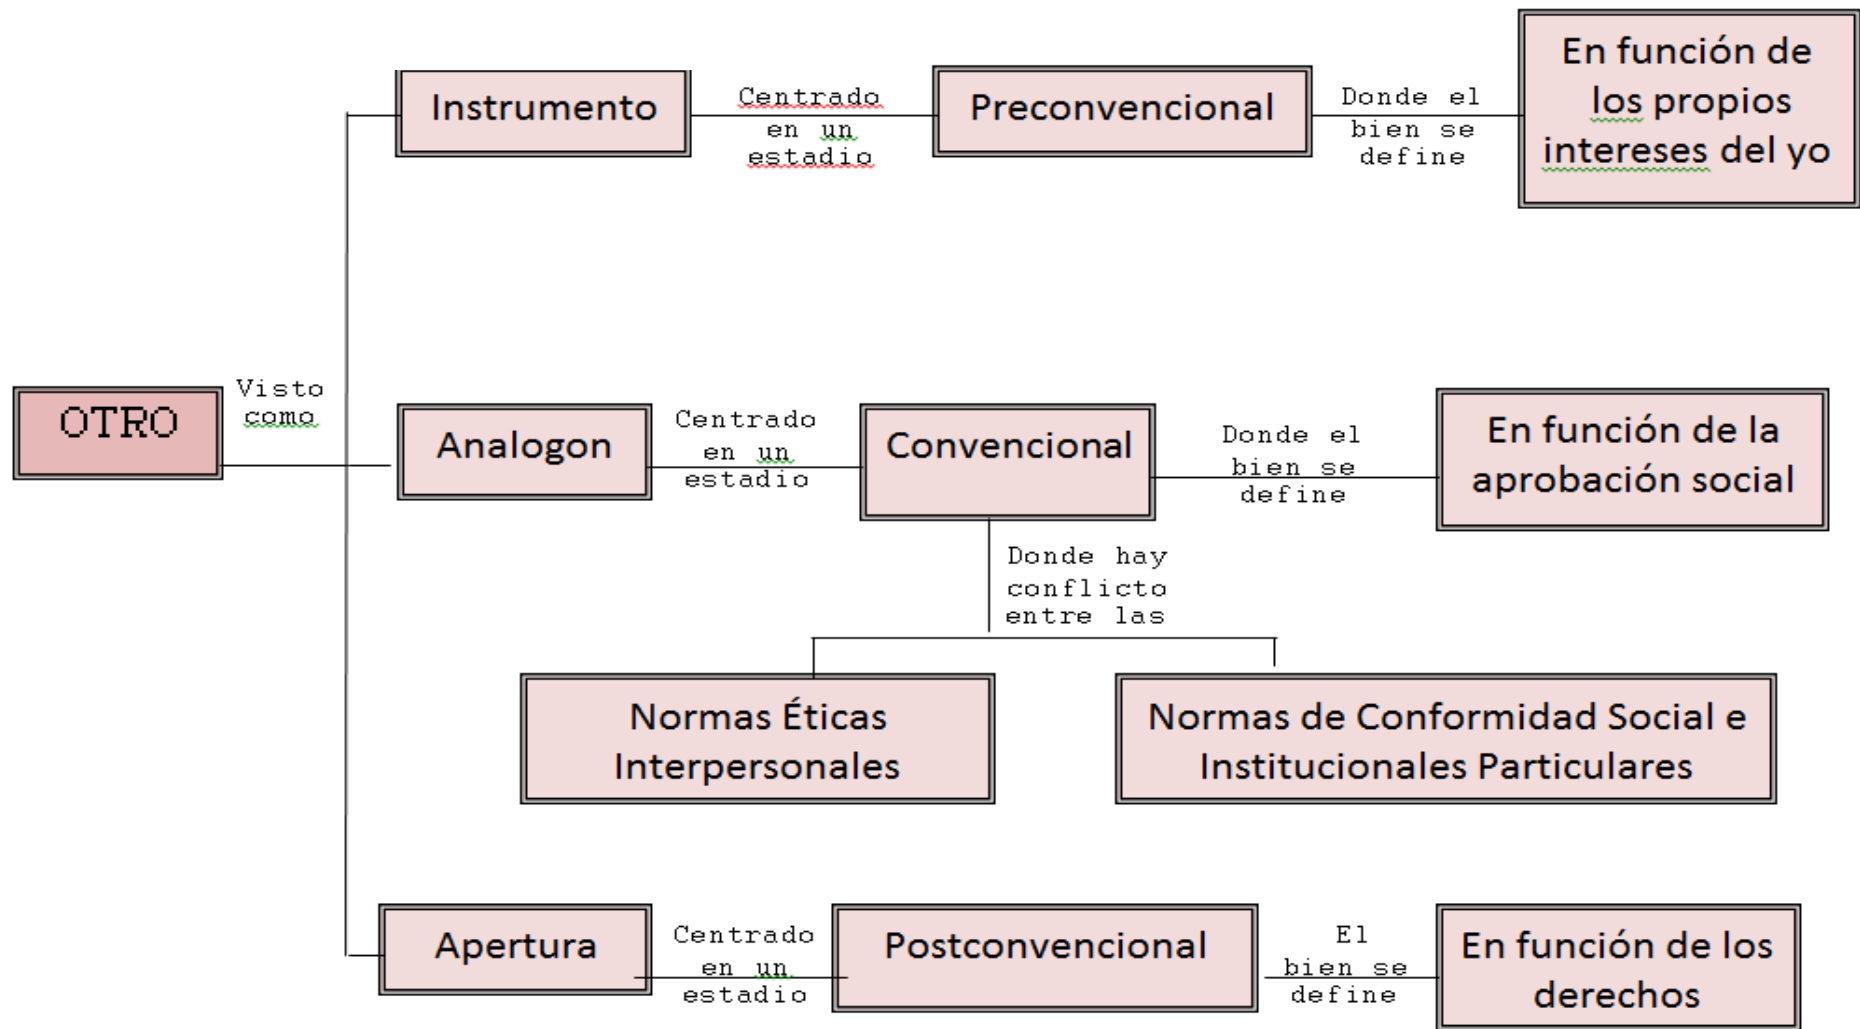 OTRO
Visto
como
Instrumento
Centrado
en un
estadio
Preconvencional
Donde el
bien se
define
En función de
los propios
intereses del yo
Analogon
Centrado
en un
estadio
Convencional
Donde el
bien se
define
En función de la
aprobación social
Donde hay
conflicto
entre las
Normas Éticas
Interpersonales
Normas de Conformidad Social e
Institucionales Particulares
Apertura
Centrado
en un
estadio
Postconvencional
El
bien se
define
En función de los
derechos